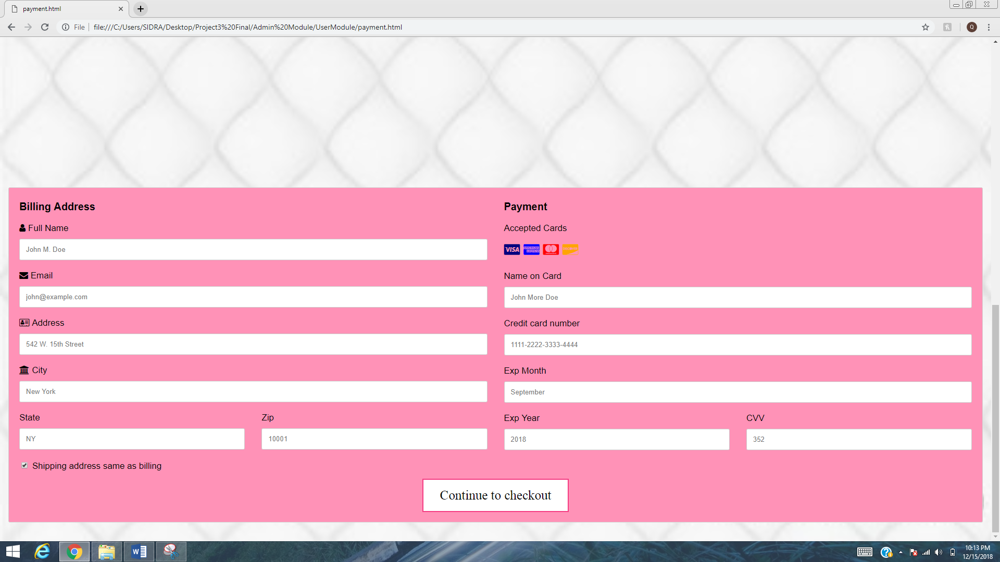 payment.html
File
file:///C:/Users/SIDRA/Desktop/Project3%20Final/Admin%20Module/UserModule/payment.html
Q
Billing Address
Full Name
John M. Doe
Email
john@example.com
Address
542 W. 15th Street
City
New York
State
Zip
NY
10001
Shipping address same as billing
Payment
Accepted Cards
VISA
Name on Card
John More Doe
Credit card number
1111-2222-3333-4444
Exp Month
September
Exp Year
CVV
2018
352
Continue to checkout
10:13 PM
12/15/2018